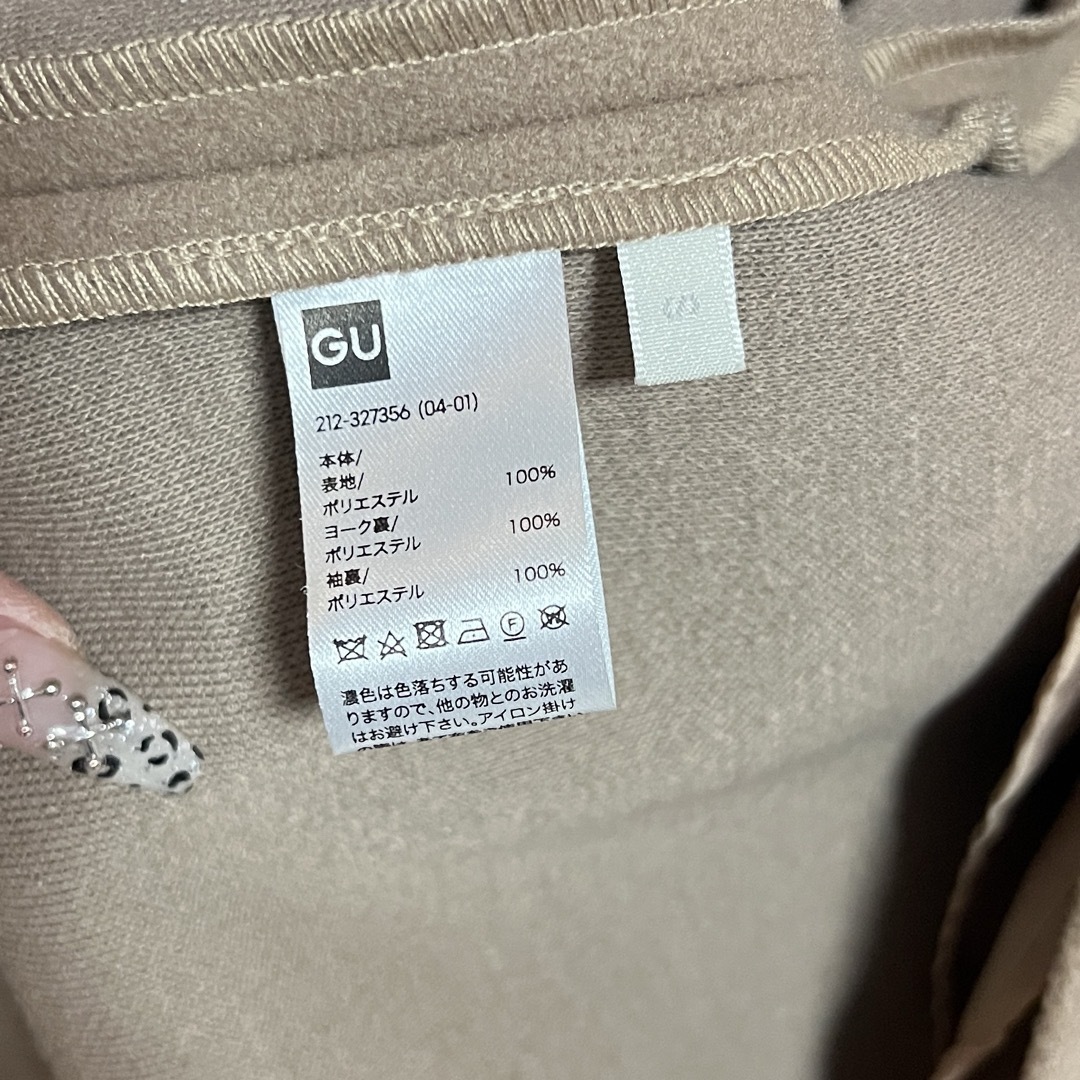 GU
212-327356 (04-01)
本体/
表地/
ポリエステル 100%
ヨーク裏/
ポリエステル 100%
袖裏/
ポリエステル 100%
F
濃色は色落ちする可能性があ
りますので、他の物とのお洗濯
はお避け下さい。アイロン掛け